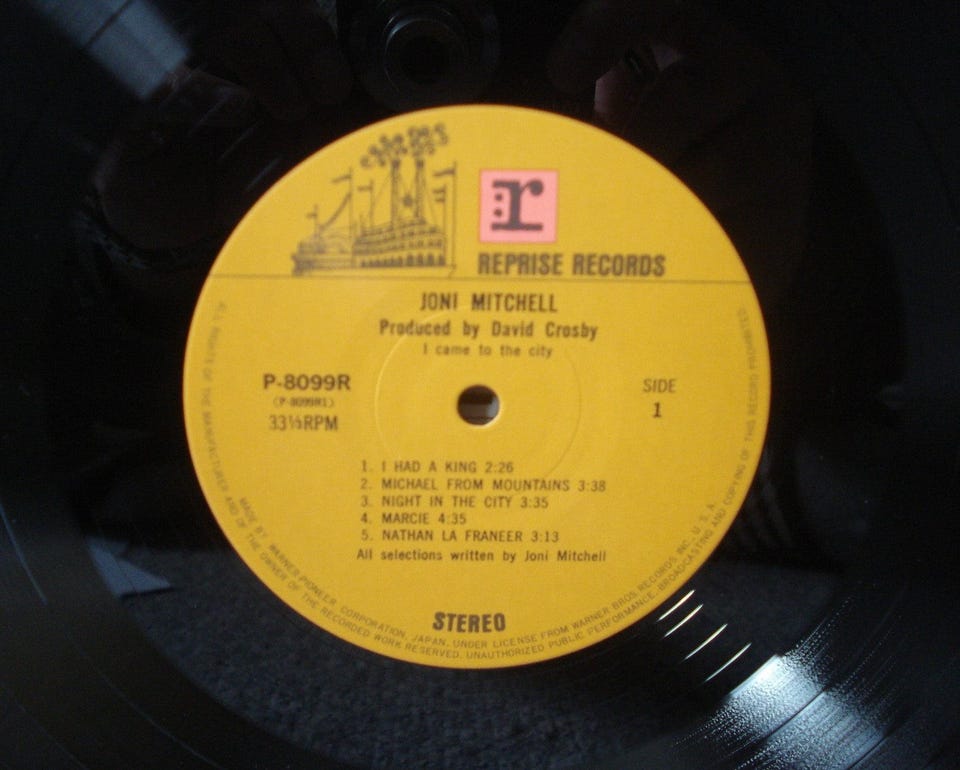 r
REPRISE RECORDS
JONI MITCHELL
Produced by David Crosby
I came to the city
P-8099R
(P-8099R1)
33⅓RPM
SIDE
1
1. I HAD A KING 2:26
2. MICHAEL FROM MOUNTAINS 3:38
3. NIGHT IN THE CITY 3:35
4. MARCIE 4:35
5. NATHAN LA FRANEER 3:13
All selections written by Joni Mitchell
STEREO
MADE BY WARNER-PIONEER CORPORATION, JAPAN, UNDER LICENSE FROM WARNER BROS. RECORDS INC., U.S.A.
ALL RIGHTS OF THE MANUFACTURER AND OF THE OWNER OF THE RECORDED WORK RESERVED. UNAUTHORIZED PUBLIC PERFORMANCE, BROADCASTING AND COPYING OF THIS RECORD PROHIBITED.